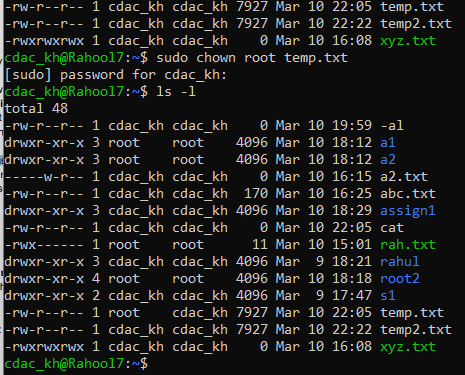 -rw-r--r-- 1 cdac_kh cdac_kh 7927 Mar 10 22:05 temp.txt
-rw-r--r-- 1 cdac_kh cdac_kh 7927 Mar 10 22:22 temp2.txt
-rwxrwxrwx 1 cdac_kh cdac_kh    0 Mar 10 16:08 xyz.txt
cdac_kh@Rahool7:~$ sudo chown root temp.txt
[sudo] password for cdac_kh:
cdac_kh@Rahool7:~$ ls -l
total 48
-rw-r--r-- 1 cdac_kh cdac_kh    0 Mar 10 19:59 -al
drwxr-xr-x 3 root    root    4096 Mar 10 18:12 a1
drwxr-xr-x 3 root    root    4096 Mar 10 18:12 a2
-----w-r-- 1 cdac_kh cdac_kh    0 Mar 10 16:15 a2.txt
-rw-r--r-- 1 cdac_kh cdac_kh  170 Mar 10 16:25 abc.txt
drwxr-xr-x 3 cdac_kh cdac_kh 4096 Mar 10 18:29 assign1
-rw-r--r-- 1 cdac_kh cdac_kh    0 Mar 10 22:05 cat
-rwx------ 1 root    root      11 Mar 10 15:01 rah.txt
drwxr-xr-x 3 cdac_kh cdac_kh 4096 Mar  9 18:21 rahul
drwxr-xr-x 4 root    root    4096 Mar 10 18:18 root2
drwxr-xr-x 2 cdac_kh cdac_kh 4096 Mar  9 17:47 s1
-rw-r--r-- 1 root    cdac_kh 7927 Mar 10 22:05 temp.txt
-rw-r--r-- 1 cdac_kh cdac_kh 7927 Mar 10 22:22 temp2.txt
-rwxrwxrwx 1 cdac_kh cdac_kh    0 Mar 10 16:08 xyz.txt
cdac_kh@Rahool7:~$